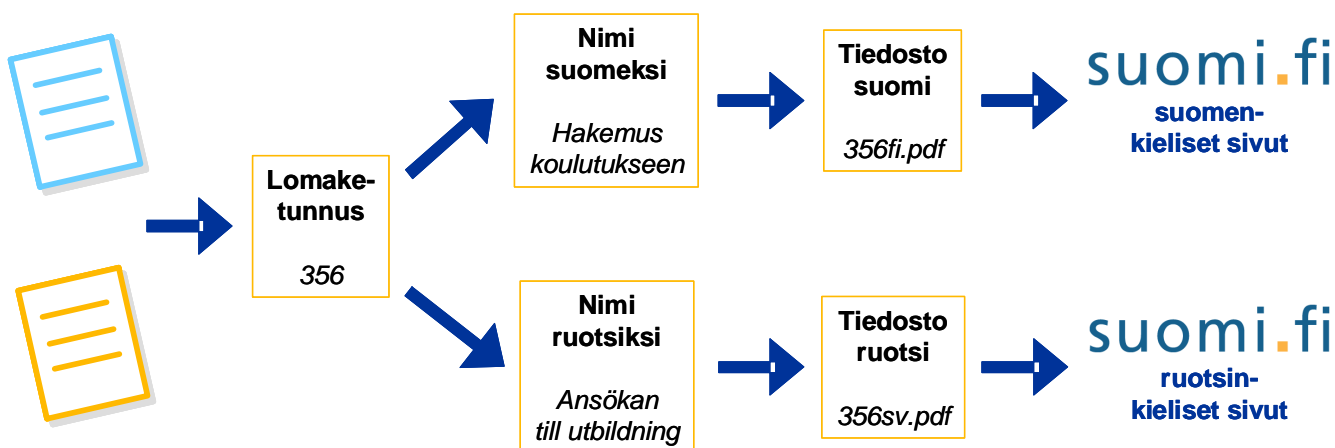 Lomake-
tunnus
356
Nimi
suomeksi
Hakemus
koulutukseen
Tiedosto
suomi
356fi.pdf
suomi.fi
suomen-
kieliset sivut
Nimi
ruotsiksi
Ansökan
till utbildning
Tiedosto
ruotsi
356sv.pdf
suomi.fi
ruotsin-
kieliset sivut